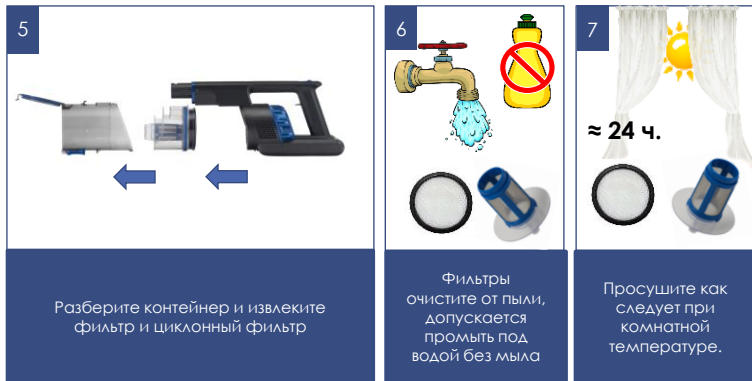 5
Разберите контейнер и извлеките
фильтр и циклонный фильтр
6
Фильтры
очистите от пыли,
допускается
промыть под
водой без мыла
7
≈ 24 ч.
Просушите как
следует при
комнатной
температуре.